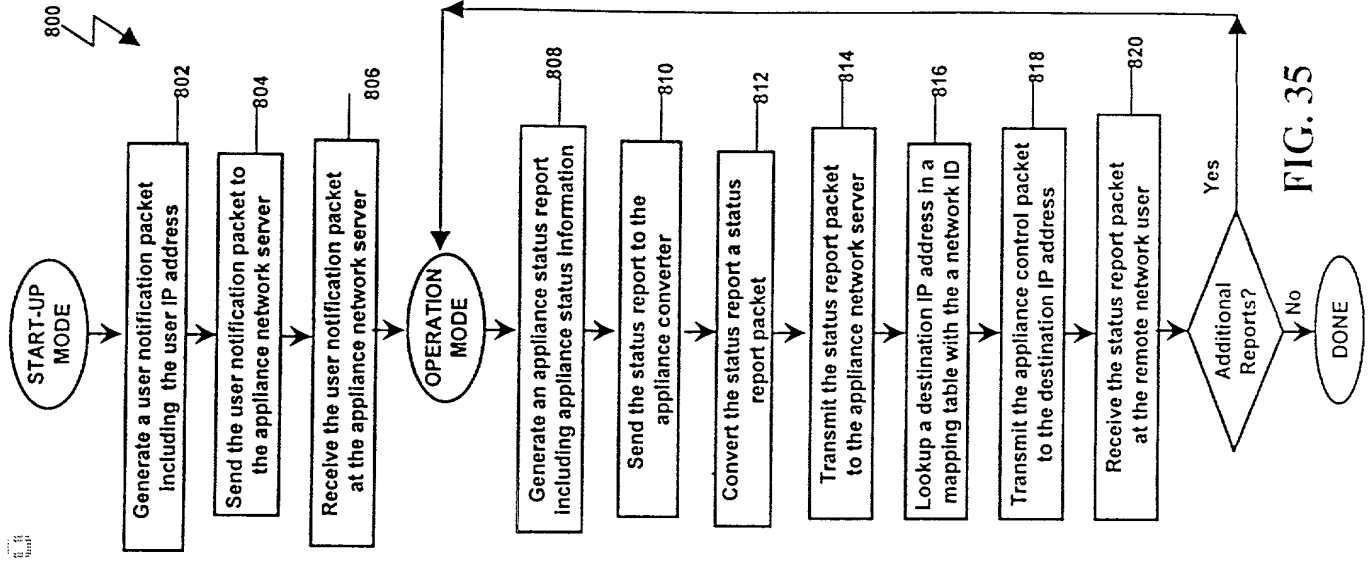 800
START-UP
MODE
Generate a user notification packet
including the user IP address
802
Send the user notification packet to
the appliance network server
804
Receive the user notification packet
at the appliance network server
806
OPERATION
MODE
Generate an appliance status report
including appliance status information
808
Send the status report to the
appliance converter
810
Convert the status report a status
report packet
812
Transmit the status report packet
to the appliance network server
814
Lookup a destination IP address in a
mapping table with the a network ID
816
Transmit the appliance control packet
to the destination IP address
818
Receive the status report packet
at the remote network user
820
Additional
Reports?
Yes
No
DONE
FIG. 35